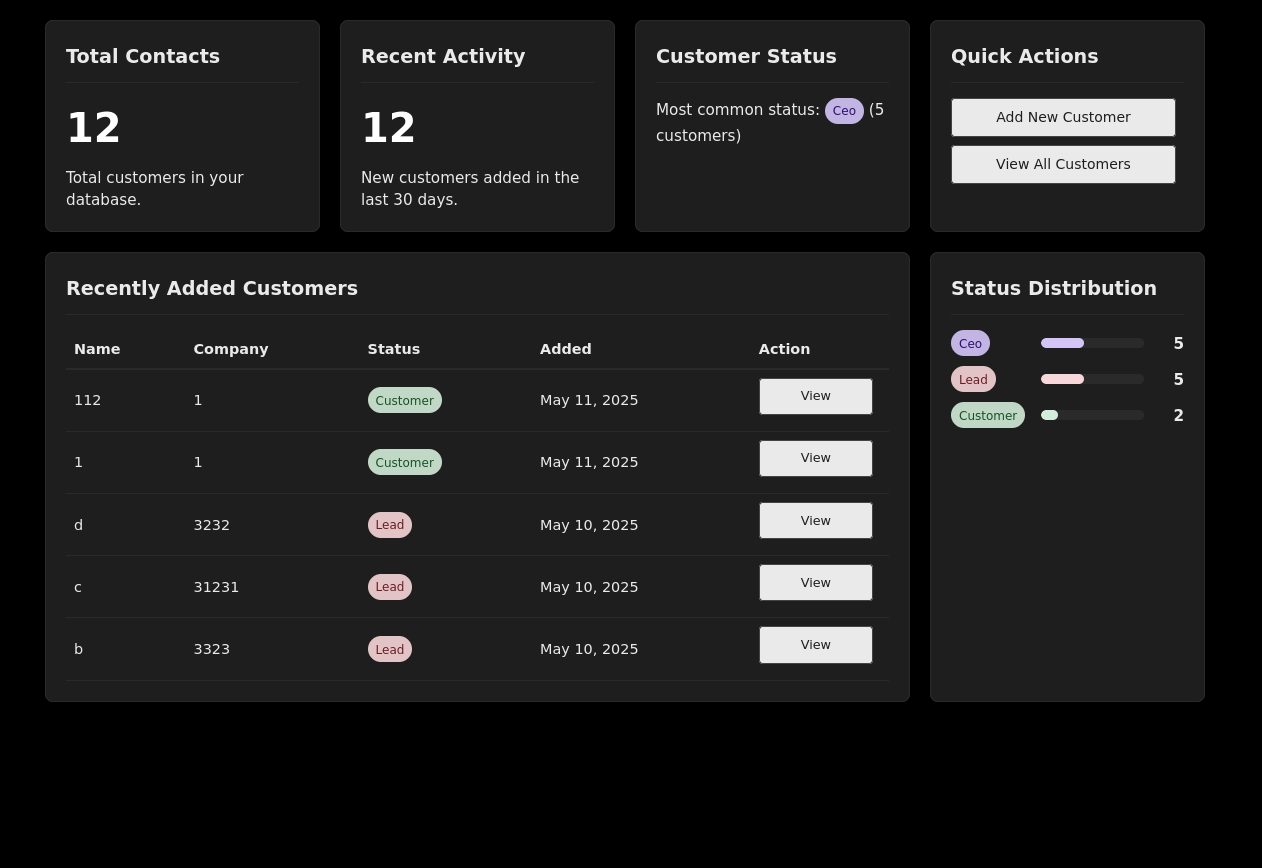 Total Contacts
12
Total customers in your
database.
Recent Activity
12
New customers added in the
last 30 days.
Customer Status
Most common status: Ceo (5
customers)
Quick Actions
Add New Customer
View All Customers
Recently Added Customers
Name Company Status Added Action
112 1 Customer May 11, 2025 View
1 1 Customer May 11, 2025 View
d 3232 Lead May 10, 2025 View
c 31231 Lead May 10, 2025 View
b 3323 Lead May 10, 2025 View
Status Distribution
Ceo 5
Lead 5
Customer 2